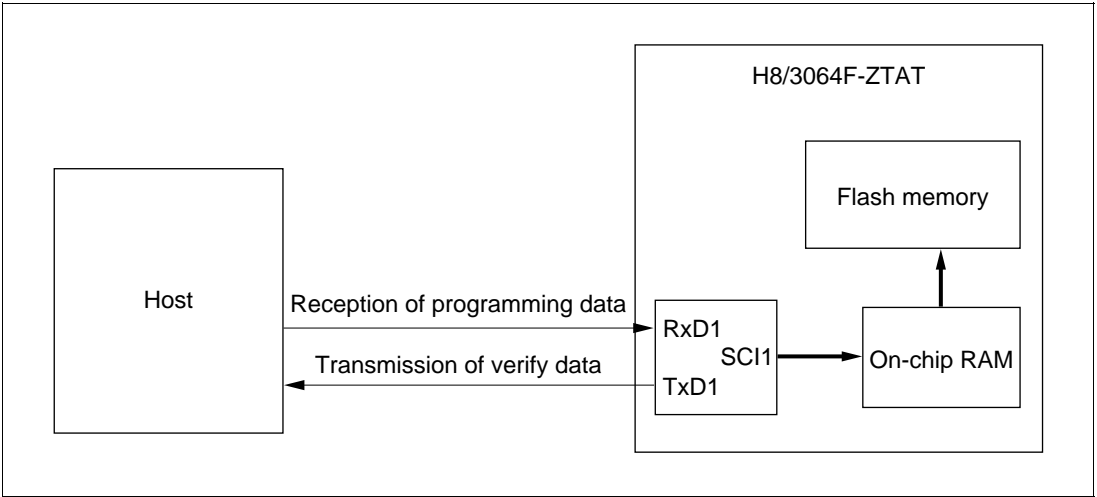 H8/3064F-ZTAT
Flash memory
Host
Reception of programming data
RxD1
SCI1
On-chip RAM
Transmission of verify data
TxD1